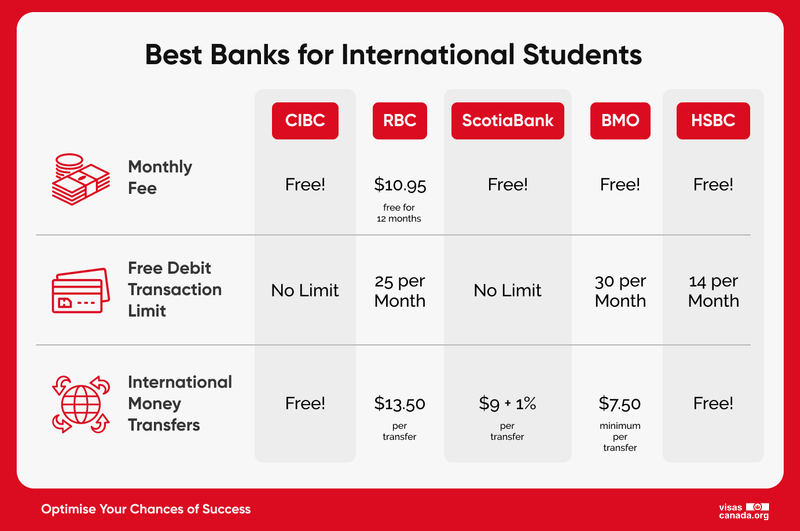 Best Banks for International Students
CIBC
RBC
ScotiaBank
BMO
HSBC
Monthly
Fee
Free!
$10.95
free for
12 months
Free!
Free!
Free!
Free Debit
Transaction
Limit
No Limit
25 per
Month
No Limit
30 per
Month
14 per
Month
International
Money
Transfers
Free!
$13.50
per
transfer
$9 + 1%
per
transfer
$7.50
minimum
per
transfer
Free!
Optimise Your Chances of Success
visas
canada.org